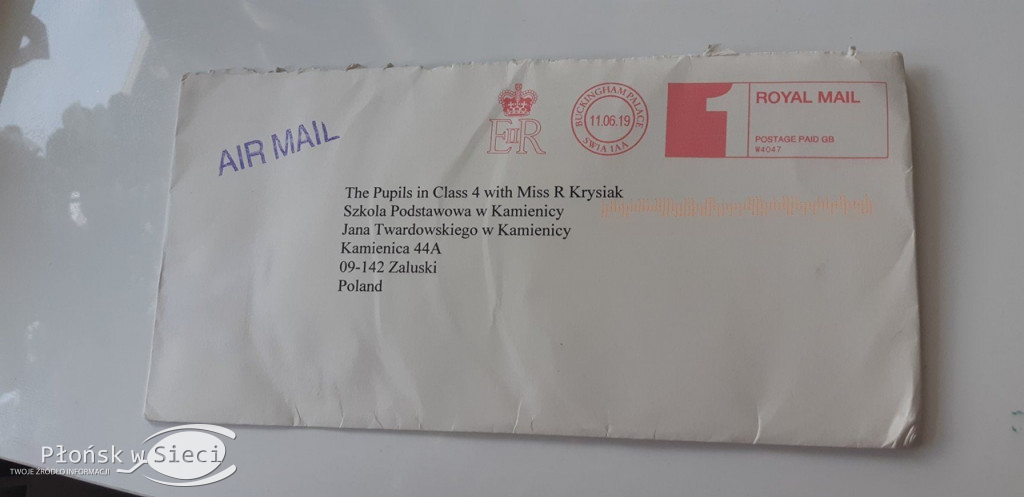 AIR MAIL
EIIR
BUCKINGHAM PALACE
11.06.19
SW1A 1AA
1
ROYAL MAIL
POSTAGE PAID GB
W4047
The Pupils in Class 4 with Miss R Krysiak
Szkola Podstawowa w Kamienicy
Jana Twardowskiego w Kamienicy
Kamienica 44A
09-142 Zaluski
Poland
Płońsk w Sieci
TWOJE ŹRÓDŁO INFORMACJI